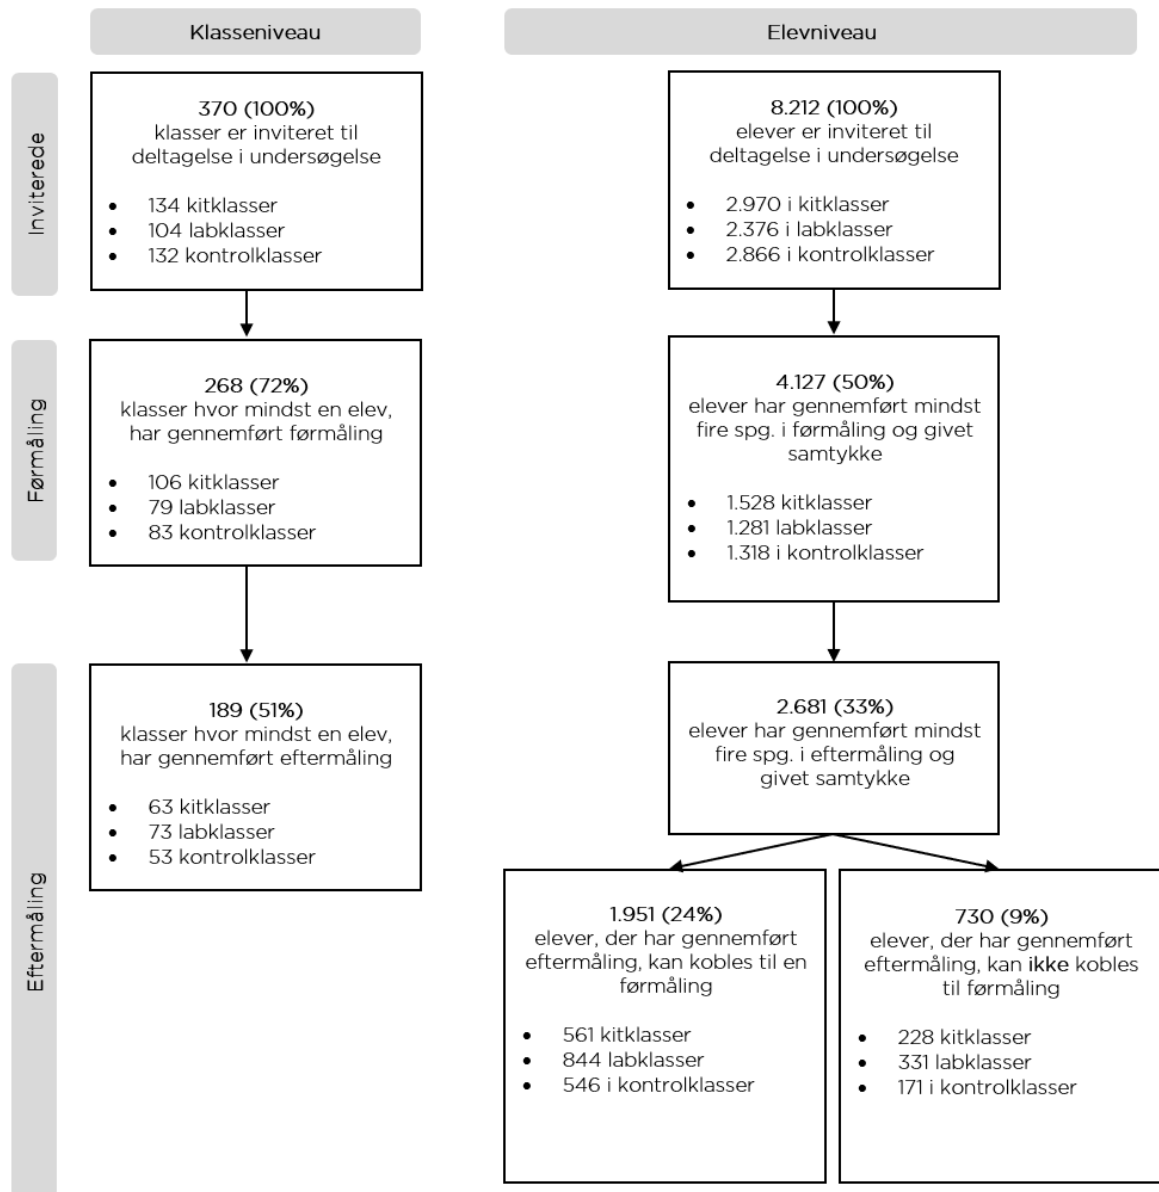 Klasseniveau
Elevniveau
Inviterede
370 (100%)
klasser er inviteret til
deltagelse i undersøgelse
• 134 kitklasser
• 104 labklasser
• 132 kontrolklasser
8.212 (100%)
elever er inviteret til
deltagelse i undersøgelse
• 2.970 i kitklasser
• 2.376 i labklasser
• 2.866 i kontrolklasser
Førmåling
268 (72%)
klasser hvor mindst en elev,
har gennemført førmåling
• 106 kitklasser
• 79 labklasser
• 83 kontrolklasser
4.127 (50%)
elever har gennemført mindst
fire spg. i førmåling og givet
samtykke
• 1.528 kitklasser
• 1.281 labklasser
• 1.318 i kontrolklasser
Eftermåling
189 (51%)
klasser hvor mindst en elev,
har gennemført eftermåling
• 63 kitklasser
• 73 labklasser
• 53 kontrolklasser
2.681 (33%)
elever har gennemført mindst
fire spg. i eftermåling og
givet samtykke
1.951 (24%)
elever, der har gennemført
eftermåling, kan kobles til en
førmåling
• 561 kitklasser
• 844 labklasser
• 546 i kontrolklasser
730 (9%)
elever, der har gennemført
eftermåling, kan ikke kobles
til førmåling
• 228 kitklasser
• 331 labklasser
• 171 i kontrolklasser